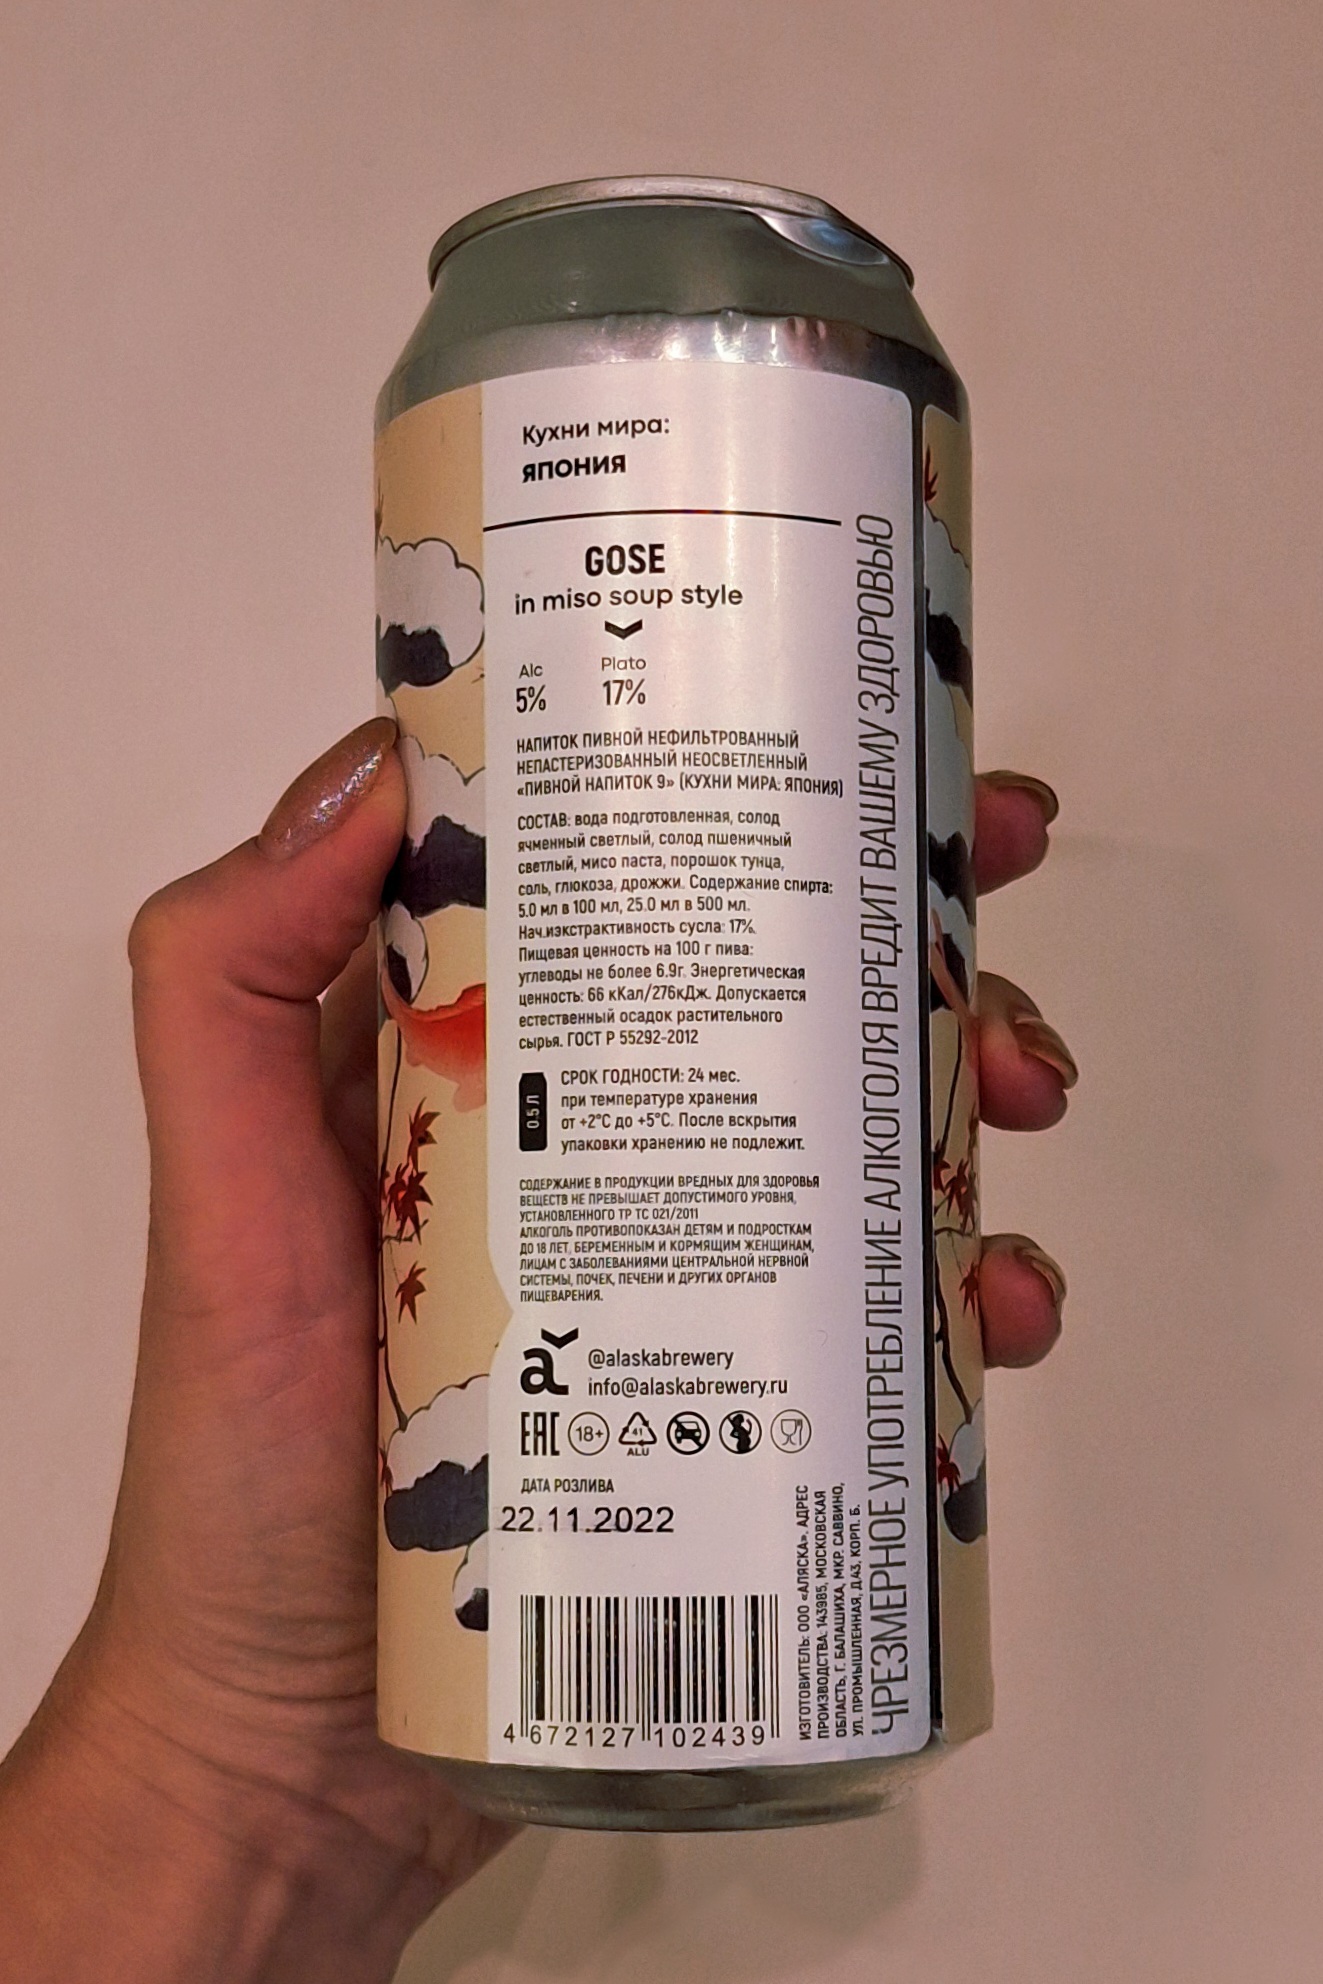 Кухни мира:
ЯПОНИЯ
GOSE
in miso soup style
Alc
Plato
5%
17%
НАПИТОК ПИВНОЙ НЕФИЛЬТРОВАННЫЙ
НЕПАСТЕРИЗОВАННЫЙ НЕОСВЕТЛЕННЫЙ
«ПИВНОЙ НАПИТОК 9» (КУХНИ МИРА: ЯПОНИЯ)
СОСТАВ: вода подготовленная, солод
ячменный светлый, солод пшеничный
светлый, мисо паста, порошок тунца,
соль, глюкоза, дрожжи. Содержание спирта:
5.0 мл в 100 мл, 25.0 мл в 500 мл.
Нач.изкстрактивность сусла: 17%.
Пищевая ценность на 100 г пива:
углеводы не более 6.9г. Энергетическая
ценность: 66 кКал/276кДж. Допускается
естественный осадок растительного
сырья. ГОСТ Р 55292-2012
0.5 Л
СРОК ГОДНОСТИ: 24 мес.
при температуре хранения
от +2°С до +5°С. После вскрытия
упаковки хранению не подлежит.
СОДЕРЖАНИЕ В ПРОДУКЦИИ ВРЕДНЫХ ДЛЯ ЗДОРОВЬЯ
ВЕЩЕСТВ НЕ ПРЕВЫШАЕТ ДОПУСТИМОГО УРОВНЯ,
УСТАНОВЛЕННОГО ТР ТС 021/2011
АЛКОГОЛЬ ПРОТИВОПОКАЗАН ДЕТЯМ И ПОДРОСТКАМ
ДО 18 ЛЕТ, БЕРЕМЕННЫМ И КОРМЯЩИМ ЖЕНЩИНАМ,
ЛИЦАМ С ЗАБОЛЕВАНИЯМИ ЦЕНТРАЛЬНОЙ НЕРВНОЙ
СИСТЕМЫ, ПОЧЕК, ПЕЧЕНИ И ДРУГИХ ОРГАНОВ
ПИЩЕВАРЕНИЯ.
@alaskabrewery
info@alaskabrewery.ru
EAC
18+
41
ALU
ДАТА РОЗЛИВА
22.11.2022
4 672127 102439
ИЗГОТОВИТЕЛЬ: ООО «АЛЯСКА». АДРЕС
ПРОИЗВОДСТВА: 143985, МОСКОВСКАЯ
ОБЛАСТЬ, Г. БАЛАШИХА, МКР. САВВИНО,
УЛ. ПРОМЫШЛЕННАЯ, Д.43, КОРП. Б.
ЧРЕЗМЕРНОЕ УПОТРЕБЛЕНИЕ АЛКОГОЛЯ ВРЕДИТ ВАШЕМУ ЗДОРОВЬЮ